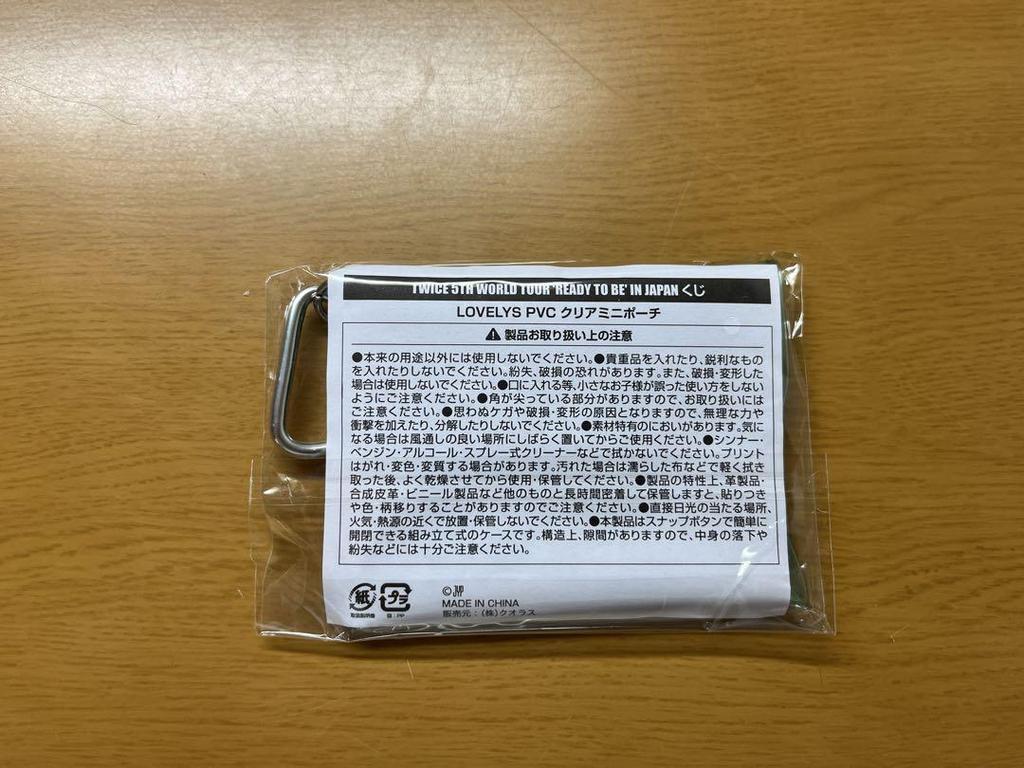 TWICE 5TH WORLD TOUR 'READY TO BE' IN JAPAN くじ
LOVELYS PVC クリアミニポーチ
⚠ 製品お取り扱い上の注意
●本来の用途以外には使用しないでください。●貴重品を入れたり、鋭利なもの
を入れたりしないでください。紛失、破損の恐れがあります。また、破損・変形した
場合は使用しないでください。●口に入れる等、小さなお子様が誤った使い方をしない
ようにご注意ください。●角が尖っている部分がありますので、お取り扱いには
ご注意ください。●思わぬケガや破損・変形の原因となりますので、無理な力や
衝撃を加えたり、分解したりしないでください。●素材特有のにおいがあります。気に
なる場合は風通しの良い場所にしばらく置いてからご使用ください。●シンナー・
ベンジン・アルコール・スプレー式クリーナーなどで拭かないでください。プリント
はがれ・変色・変質する場合があります。汚れた場合は濡らした布などで軽く拭き
取った後、よく乾燥させてから使用・保管してください。●製品の特性上、革製品・
合成皮革・ビニール製品など他のものと長時間密着して保管しますと、貼りつき
や色・柄移りすることがありますのでご注意ください。●直接日光の当たる場所、
火気・熱源の近くで放置・保管しないでください。●本製品はスナップボタンで簡単に
開閉できる組み立て式のケースです。構造上、隙間がありますので、中身の落下や
紛失などには十分ご注意ください。
紙 プラ
取扱説明書 袋：PP
© JYP
MADE IN CHINA
販売元：(株)クオラス